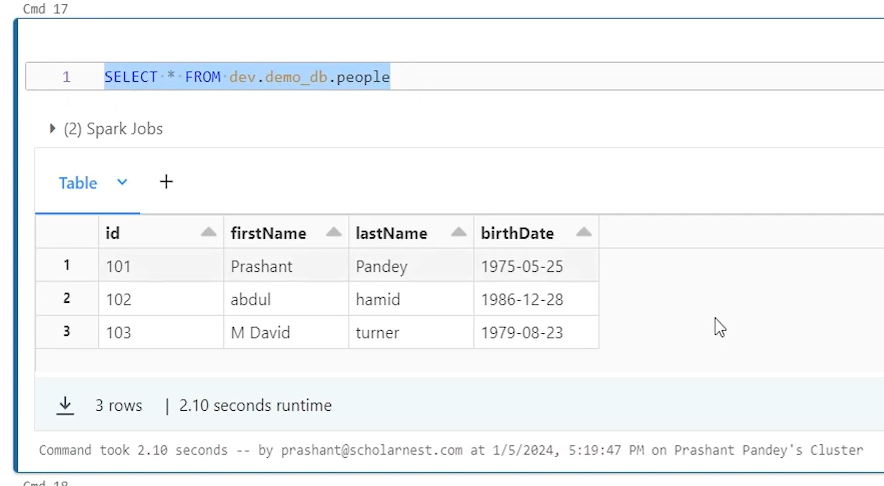 Cmd 17
1 SELECT * FROM dev.demo_db.people
(2) Spark Jobs
Table +
id firstName lastName birthDate
1 101 Prashant Pandey 1975-05-25
2 102 abdul hamid 1986-12-28
3 103 M David turner 1979-08-23
3 rows | 2.10 seconds runtime
Command took 2.10 seconds -- by prashant@scholarnest.com at 1/5/2024, 5:19:47 PM on Prashant Pandey's Cluster
Cmd 18